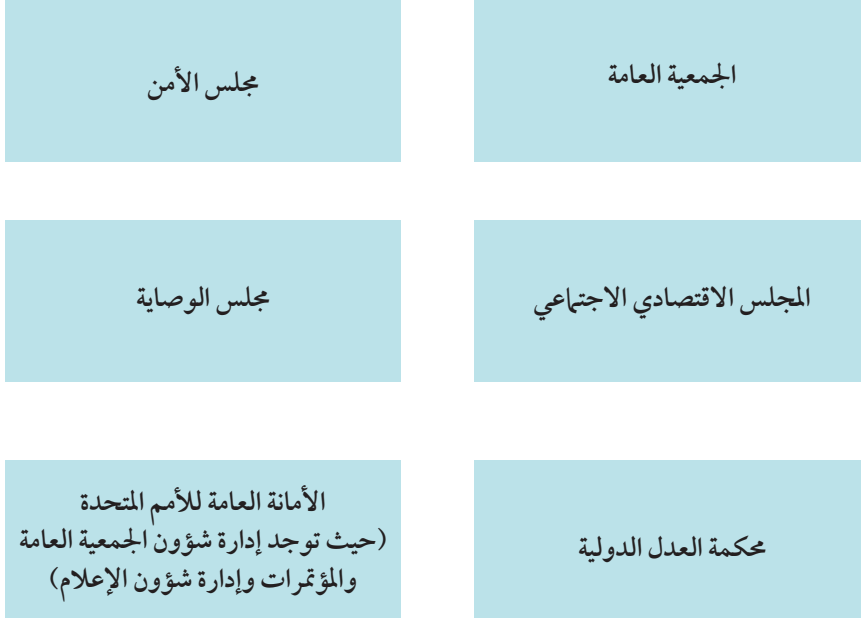 الجمعية العامة
مجلس الأمن
المجلس الاقتصادي الاجتماعي
مجلس الوصاية
محكمة العدل الدولية
الأمانة العامة للأمم المتحدة
(حيث توجد إدارة شؤون الجمعية العامة
والمؤتمرات وإدارة شؤون الإعلام)